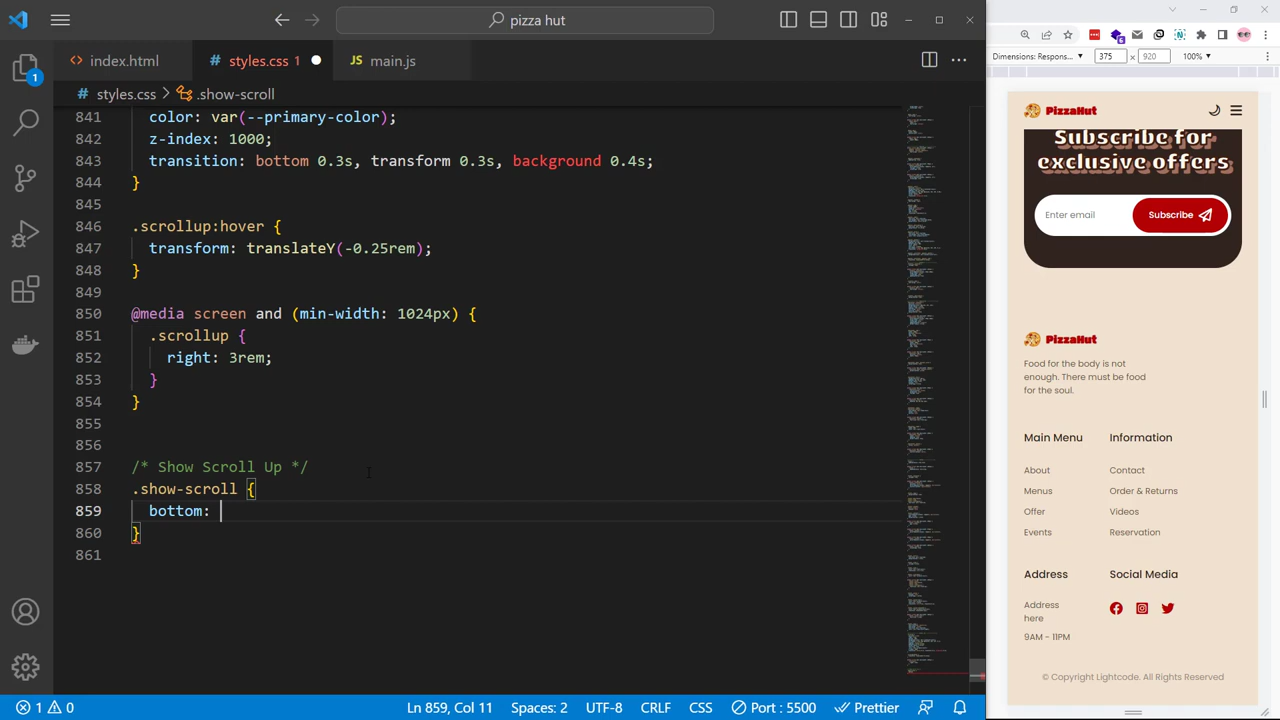 pizza hut
index.html
# styles.css 1
JS main.js
# styles.css > .show-scroll
841 color: var(--primary-color);
842 z-index: 1000;
843 transition: bottom 0.3s, transform 0.3s, background 0.4s;
844 }
845
846 .scrollup:hover {
847 transform: translateY(-0.25rem);
848 }
849
850 @media screen and (min-width: 1024px) {
851 .scrollup {
852 right: 3rem;
853 }
854 }
855
856
857 /* Show Scroll Up */
858 .show-scroll {
859 bottom:
860 }
861
1
1 0
Ln 859, Col 11
Spaces: 2
UTF-8
CRLF
CSS
Port : 5500
Prettier
6
Dimensions: Respons...
375
×
920
100%
PizzaHut
Subscribe for
exclusive offers
Enter email
Subscribe
PizzaHut
Food for the body is not
enough. There must be food
for the soul.
Main Menu
About
Menus
Offer
Events
Information
Contact
Order & Returns
Videos
Reservation
Address
Address
here
9AM - 11PM
Social Media
© Copyright Lightcode. All Rights Reserved